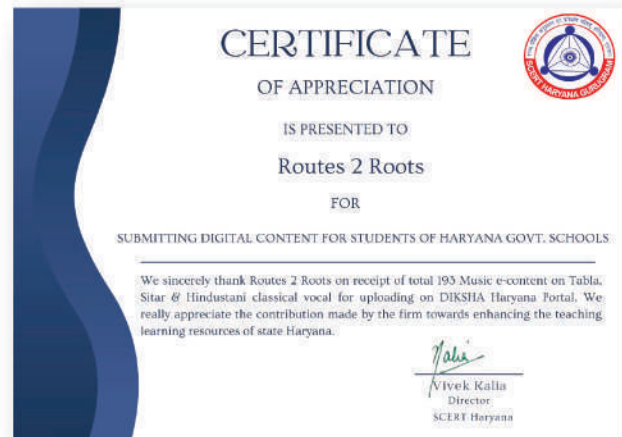 CERTIFICATE
OF APPRECIATION
IS PRESENTED TO
Routes 2 Roots
FOR
SUBMITTING DIGITAL CONTENT FOR STUDENTS OF HARYANA GOVT. SCHOOLS
We sincerely thank Routes 2 Roots on receipt of total 193 Music e-content on Tabla,
Sitar & Hindustani classical vocal for uploading on DIKSHA Haryana Portal. We
really appreciate the contribution made by the firm towards enhancing the teaching
learning resources of state Haryana.
Vivek Kalia
Director
SCERT Haryana
SCERT HARYANA GURUGRAM